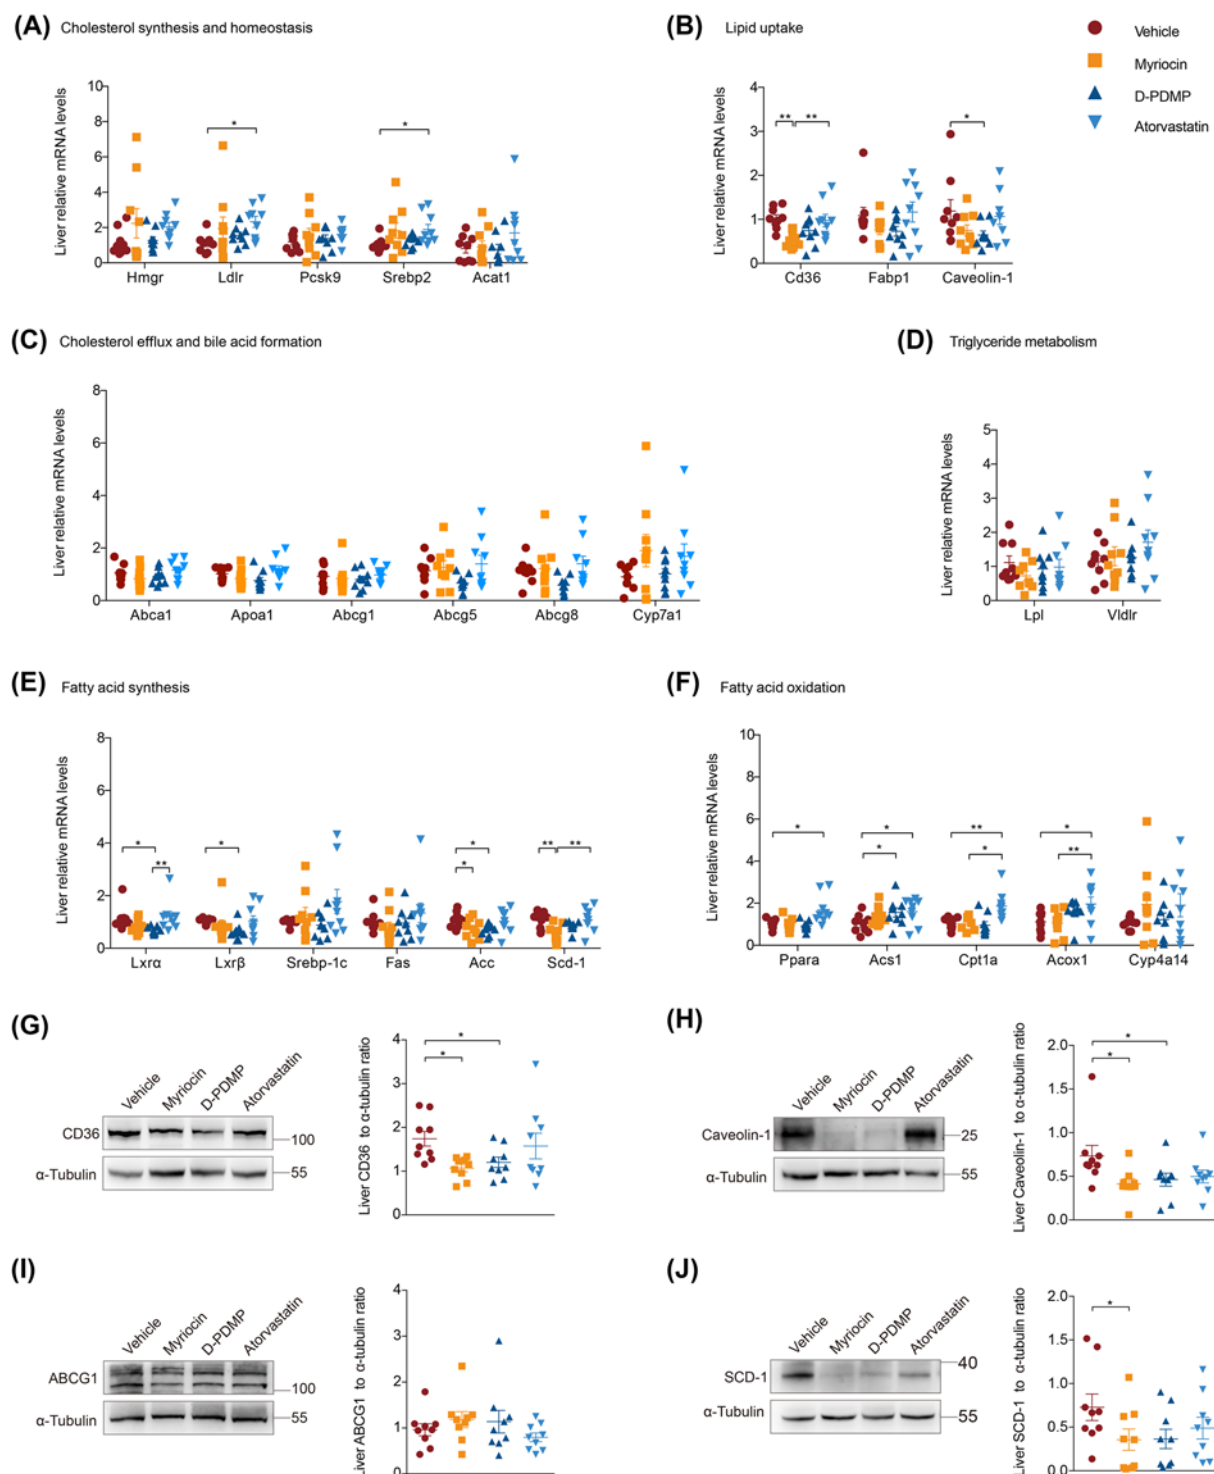 (A) Cholesterol synthesis and homeostasis
Liver relative mRNA levels
10
8
6
4
2
0
* *
Hmgr Ldlr Pcsk9 Srebp2 Acat1
(B) Lipid uptake
Liver relative mRNA levels
4
3
2
1
0
** ** *
Cd36 Fabp1 Caveolin-1
Vehicle
Myriocin
D-PDMP
Atorvastatin
(C) Cholesterol efflux and bile acid formation
Liver relative mRNA levels
8
6
4
2
0
Abca1 Apoa1 Abcg1 Abcg5 Abcg8 Cyp7a1
(D) Triglyceride metabolism
Liver relative mRNA levels
5
4
3
2
1
0
Lpl Vldlr
(E) Fatty acid synthesis
Liver relative mRNA levels
8
6
4
2
0
* ** * * * ** **
Lxrα Lxrβ Srebp-1c Fas Acc Scd-1
(F) Fatty acid oxidation
Liver relative mRNA levels
10
8
6
4
2
0
* * * ** * * **
Ppara Acs1 Cpt1a Acox1 Cyp4a14
(G)
Vehicle Myriocin D-PDMP Atorvastatin
CD36 100
α-Tubulin 55
Liver CD36 to α-tubulin ratio
4
3
2
1
0
* *
(H)
Vehicle Myriocin D-PDMP Atorvastatin
Caveolin-1 25
α-Tubulin 55
Liver Caveolin-1 to α-tubulin ratio
2.0
1.5
1.0
0.5
0.0
* *
(I)
Vehicle Myriocin D-PDMP Atorvastatin
ABCG1 100
α-Tubulin 55
Liver ABCG1 to α-tubulin ratio
4
3
2
1
0
(J)
Vehicle Myriocin D-PDMP Atorvastatin
40
SCD-1
α-Tubulin 55
Liver SCD-1 to α-tubulin ratio
2.0
1.5
1.0
0.5
0.0
*